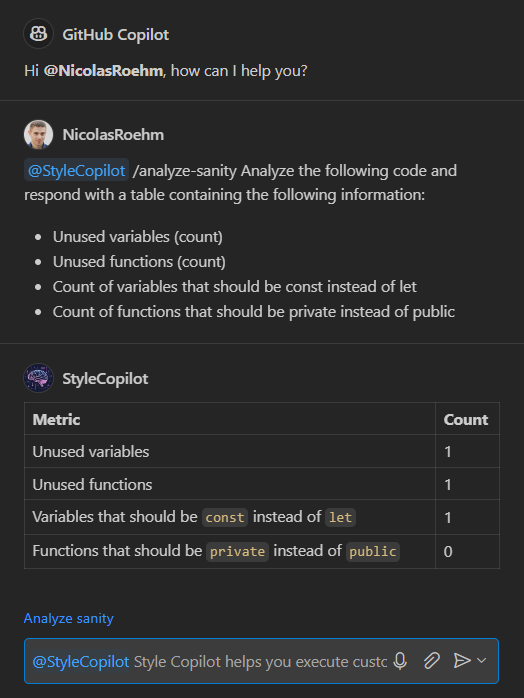 GitHub Copilot
Hi @NicolasRoehm, how can I help you?
NicolasRoehm
@StyleCopilot /analyze-sanity Analyze the following code and
respond with a table containing the following information:
• Unused variables (count)
• Unused functions (count)
• Count of variables that should be const instead of let
• Count of functions that should be private instead of public
StyleCopilot
Metric Count
Unused variables 1
Unused functions 1
Variables that should be const instead of let 1
Functions that should be private instead of public 0
Analyze sanity
@StyleCopilot Style Copilot helps you execute custc